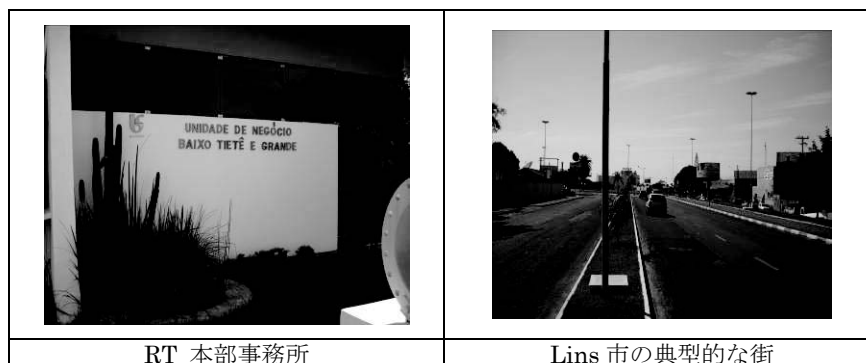 UNIDADE DE NEGÓCIO
BAIXO TIETÊ E GRANDE
RT 本部事務所
Lins 市の典型的な街